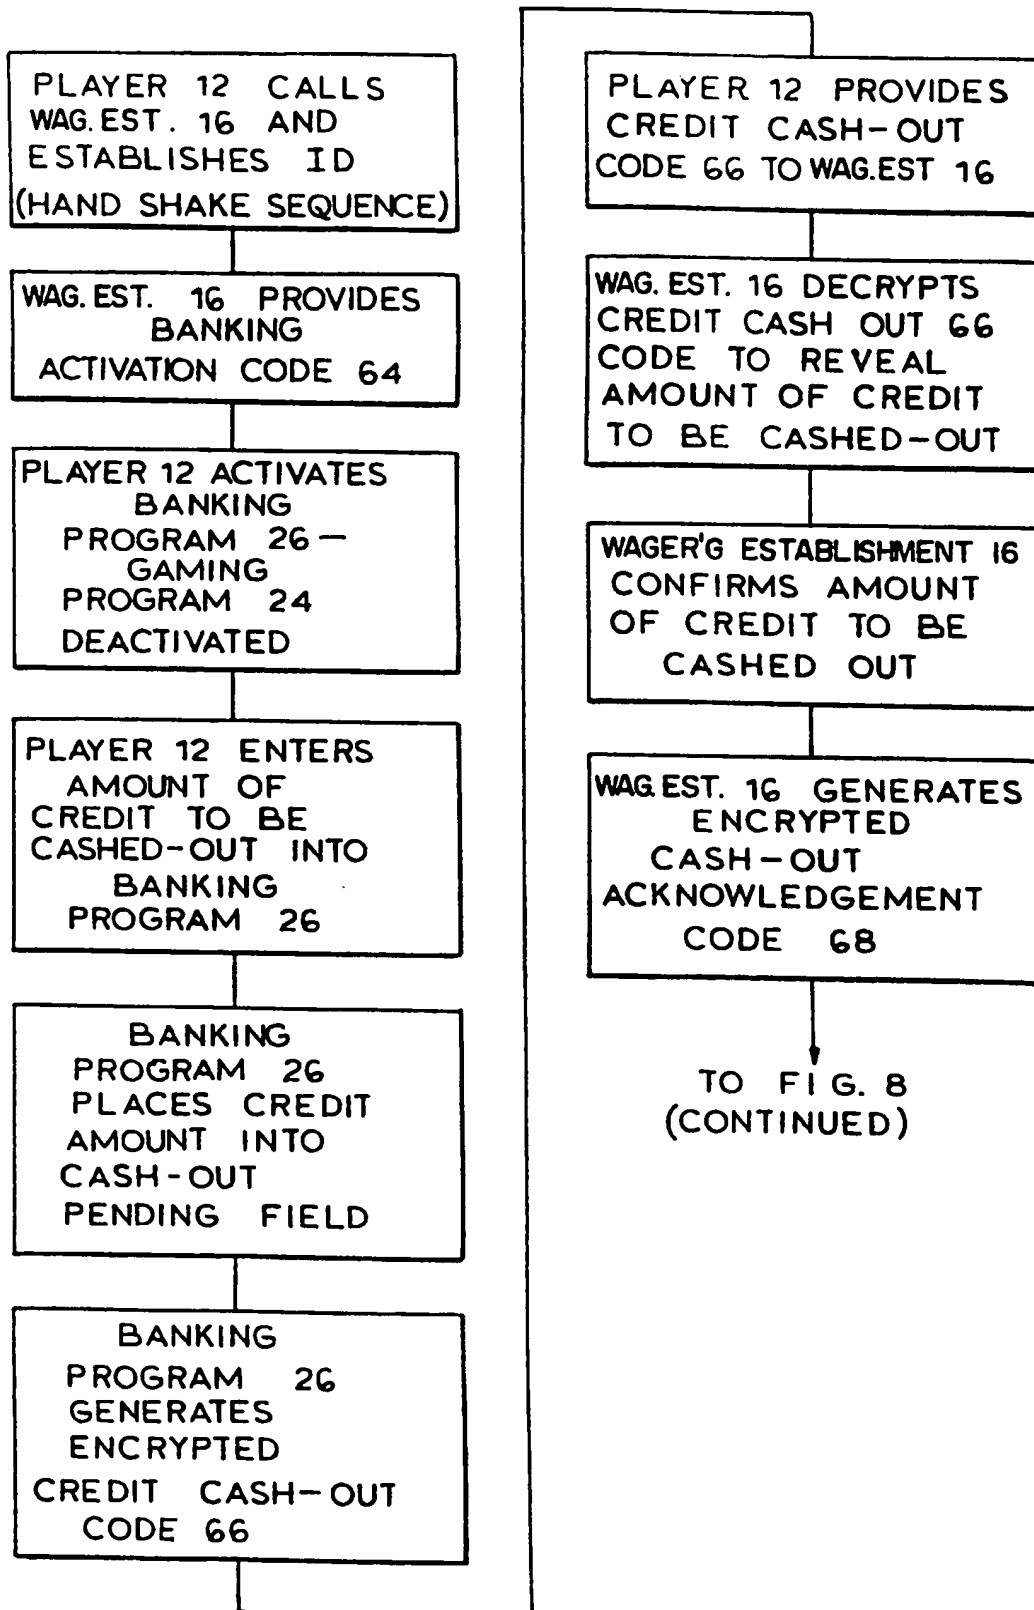 PLAYER 12 CALLS
WAG. EST. 16 AND
ESTABLISHES ID
(HAND SHAKE SEQUENCE)
WAG. EST. 16 PROVIDES
BANKING
ACTIVATION CODE 64
PLAYER 12 ACTIVATES
BANKING
PROGRAM 26 —
GAMING
PROGRAM 24
DEACTIVATED
PLAYER 12 ENTERS
AMOUNT OF
CREDIT TO BE
CASHED-OUT INTO
BANKING
PROGRAM 26
BANKING
PROGRAM 26
PLACES CREDIT
AMOUNT INTO
CASH-OUT
PENDING FIELD
BANKING
PROGRAM 26
GENERATES
ENCRYPTED
CREDIT CASH-OUT
CODE 66
PLAYER 12 PROVIDES
CREDIT CASH-OUT
CODE 66 TO WAG.EST 16
WAG. EST. 16 DECRYPTS
CREDIT CASH OUT 66
CODE TO REVEAL
AMOUNT OF CREDIT
TO BE CASHED-OUT
WAGER'G ESTABLISHMENT 16
CONFIRMS AMOUNT
OF CREDIT TO BE
CASHED OUT
WAG. EST. 16 GENERATES
ENCRYPTED
CASH-OUT
ACKNOWLEDGEMENT
CODE 68
TO FIG. 8
(CONTINUED)